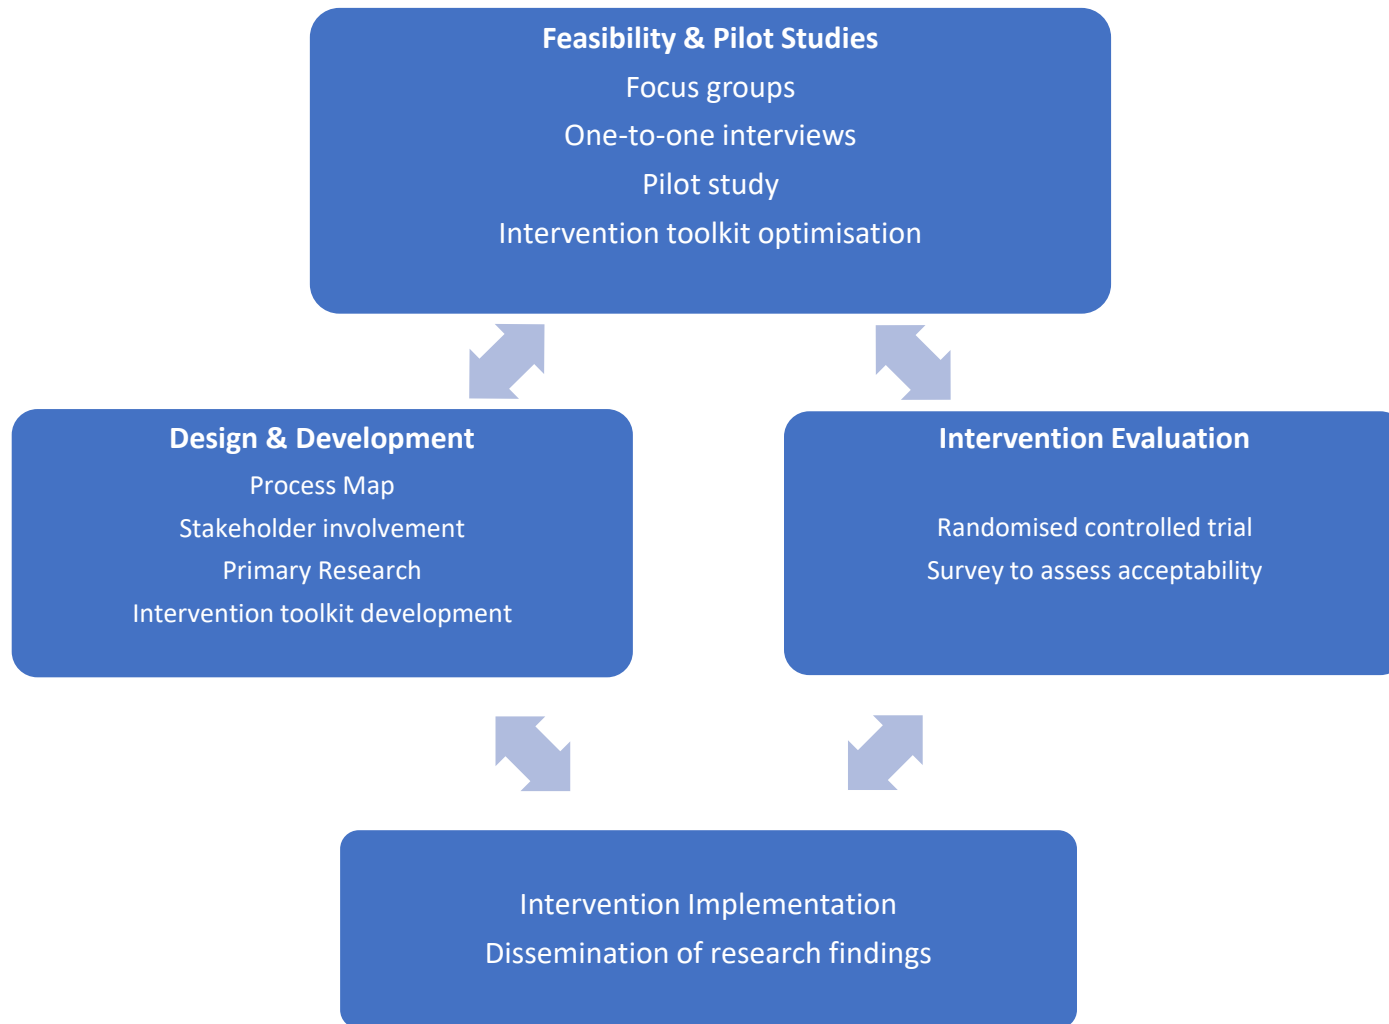 Feasibility & Pilot Studies
Focus groups
One-to-one interviews
Pilot study
Intervention toolkit optimisation
Design & Development
Process Map
Stakeholder involvement
Primary Research
Intervention toolkit development
Intervention Evaluation
Randomised controlled trial
Survey to assess acceptability
Intervention Implementation
Dissemination of research findings